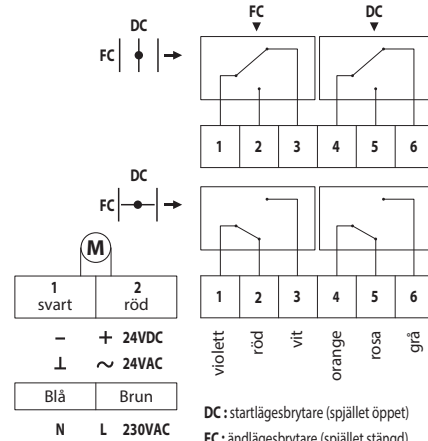 FC DC
DC
FC
1 2 3 4 5 6
DC
FC
M
1 2
svart röd
1 2 3 4 5 6
violett röd vit orange rosa grå
– + 24VDC
⊥ ~ 24VAC
Blå Brun
N L 230VAC
DC : startlägesbrytare (spjället öppet)
FC : ändlägesbrytare (spjället stängd)